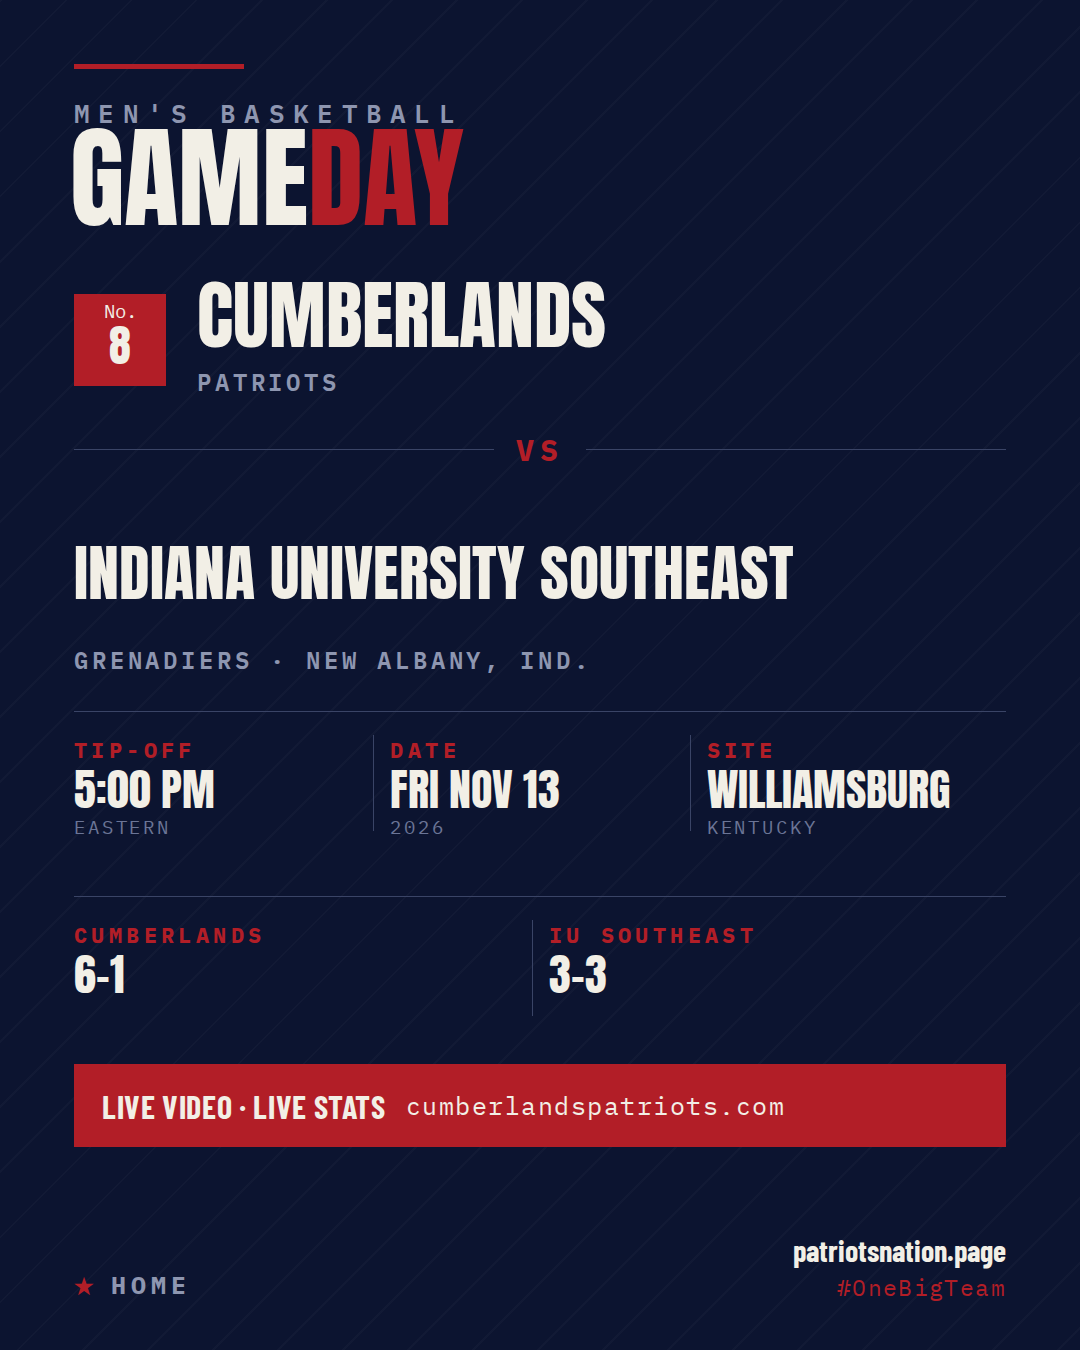 MEN'S BASKETBALL
GAMEDAY
No.
8
CUMBERLANDS
PATRIOTS
VS
INDIANA UNIVERSITY SOUTHEAST
GRENADIERS · NEW ALBANY, IND.
TIP-OFF
5:00 PM
EASTERN
DATE
FRI NOV 13
2026
SITE
WILLIAMSBURG
KENTUCKY
CUMBERLANDS
6-1
IU SOUTHEAST
3-3
LIVE VIDEO · LIVE STATS cumberlandspatriots.com
★ HOME
patriotsnation.page
#OneBigTeam